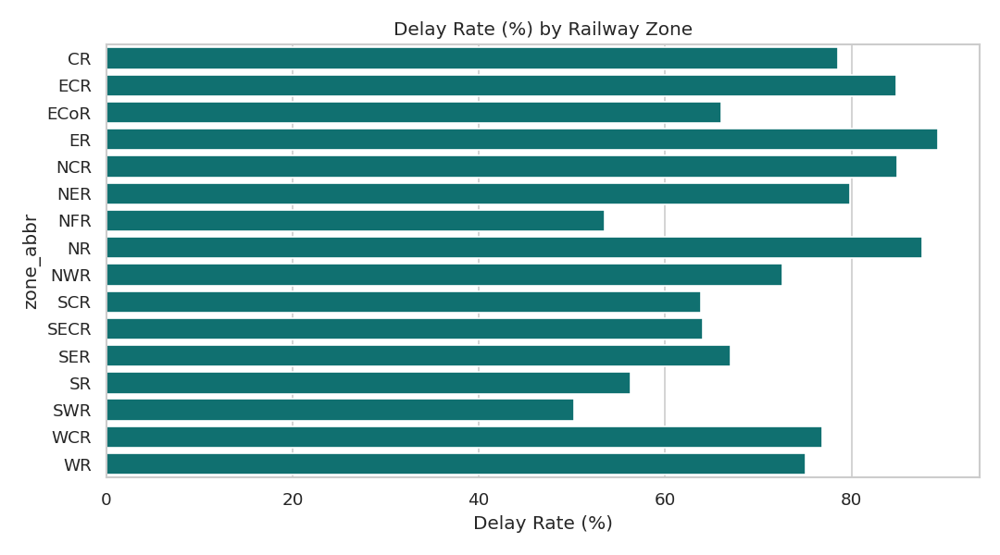 Delay Rate (%) by Railway Zone
zone_abbr
CR
ECR
ECoR
ER
NCR
NER
NFR
NR
NWR
SCR
SECR
SER
SR
SWR
WCR
WR
0 20 40 60 80
Delay Rate (%)